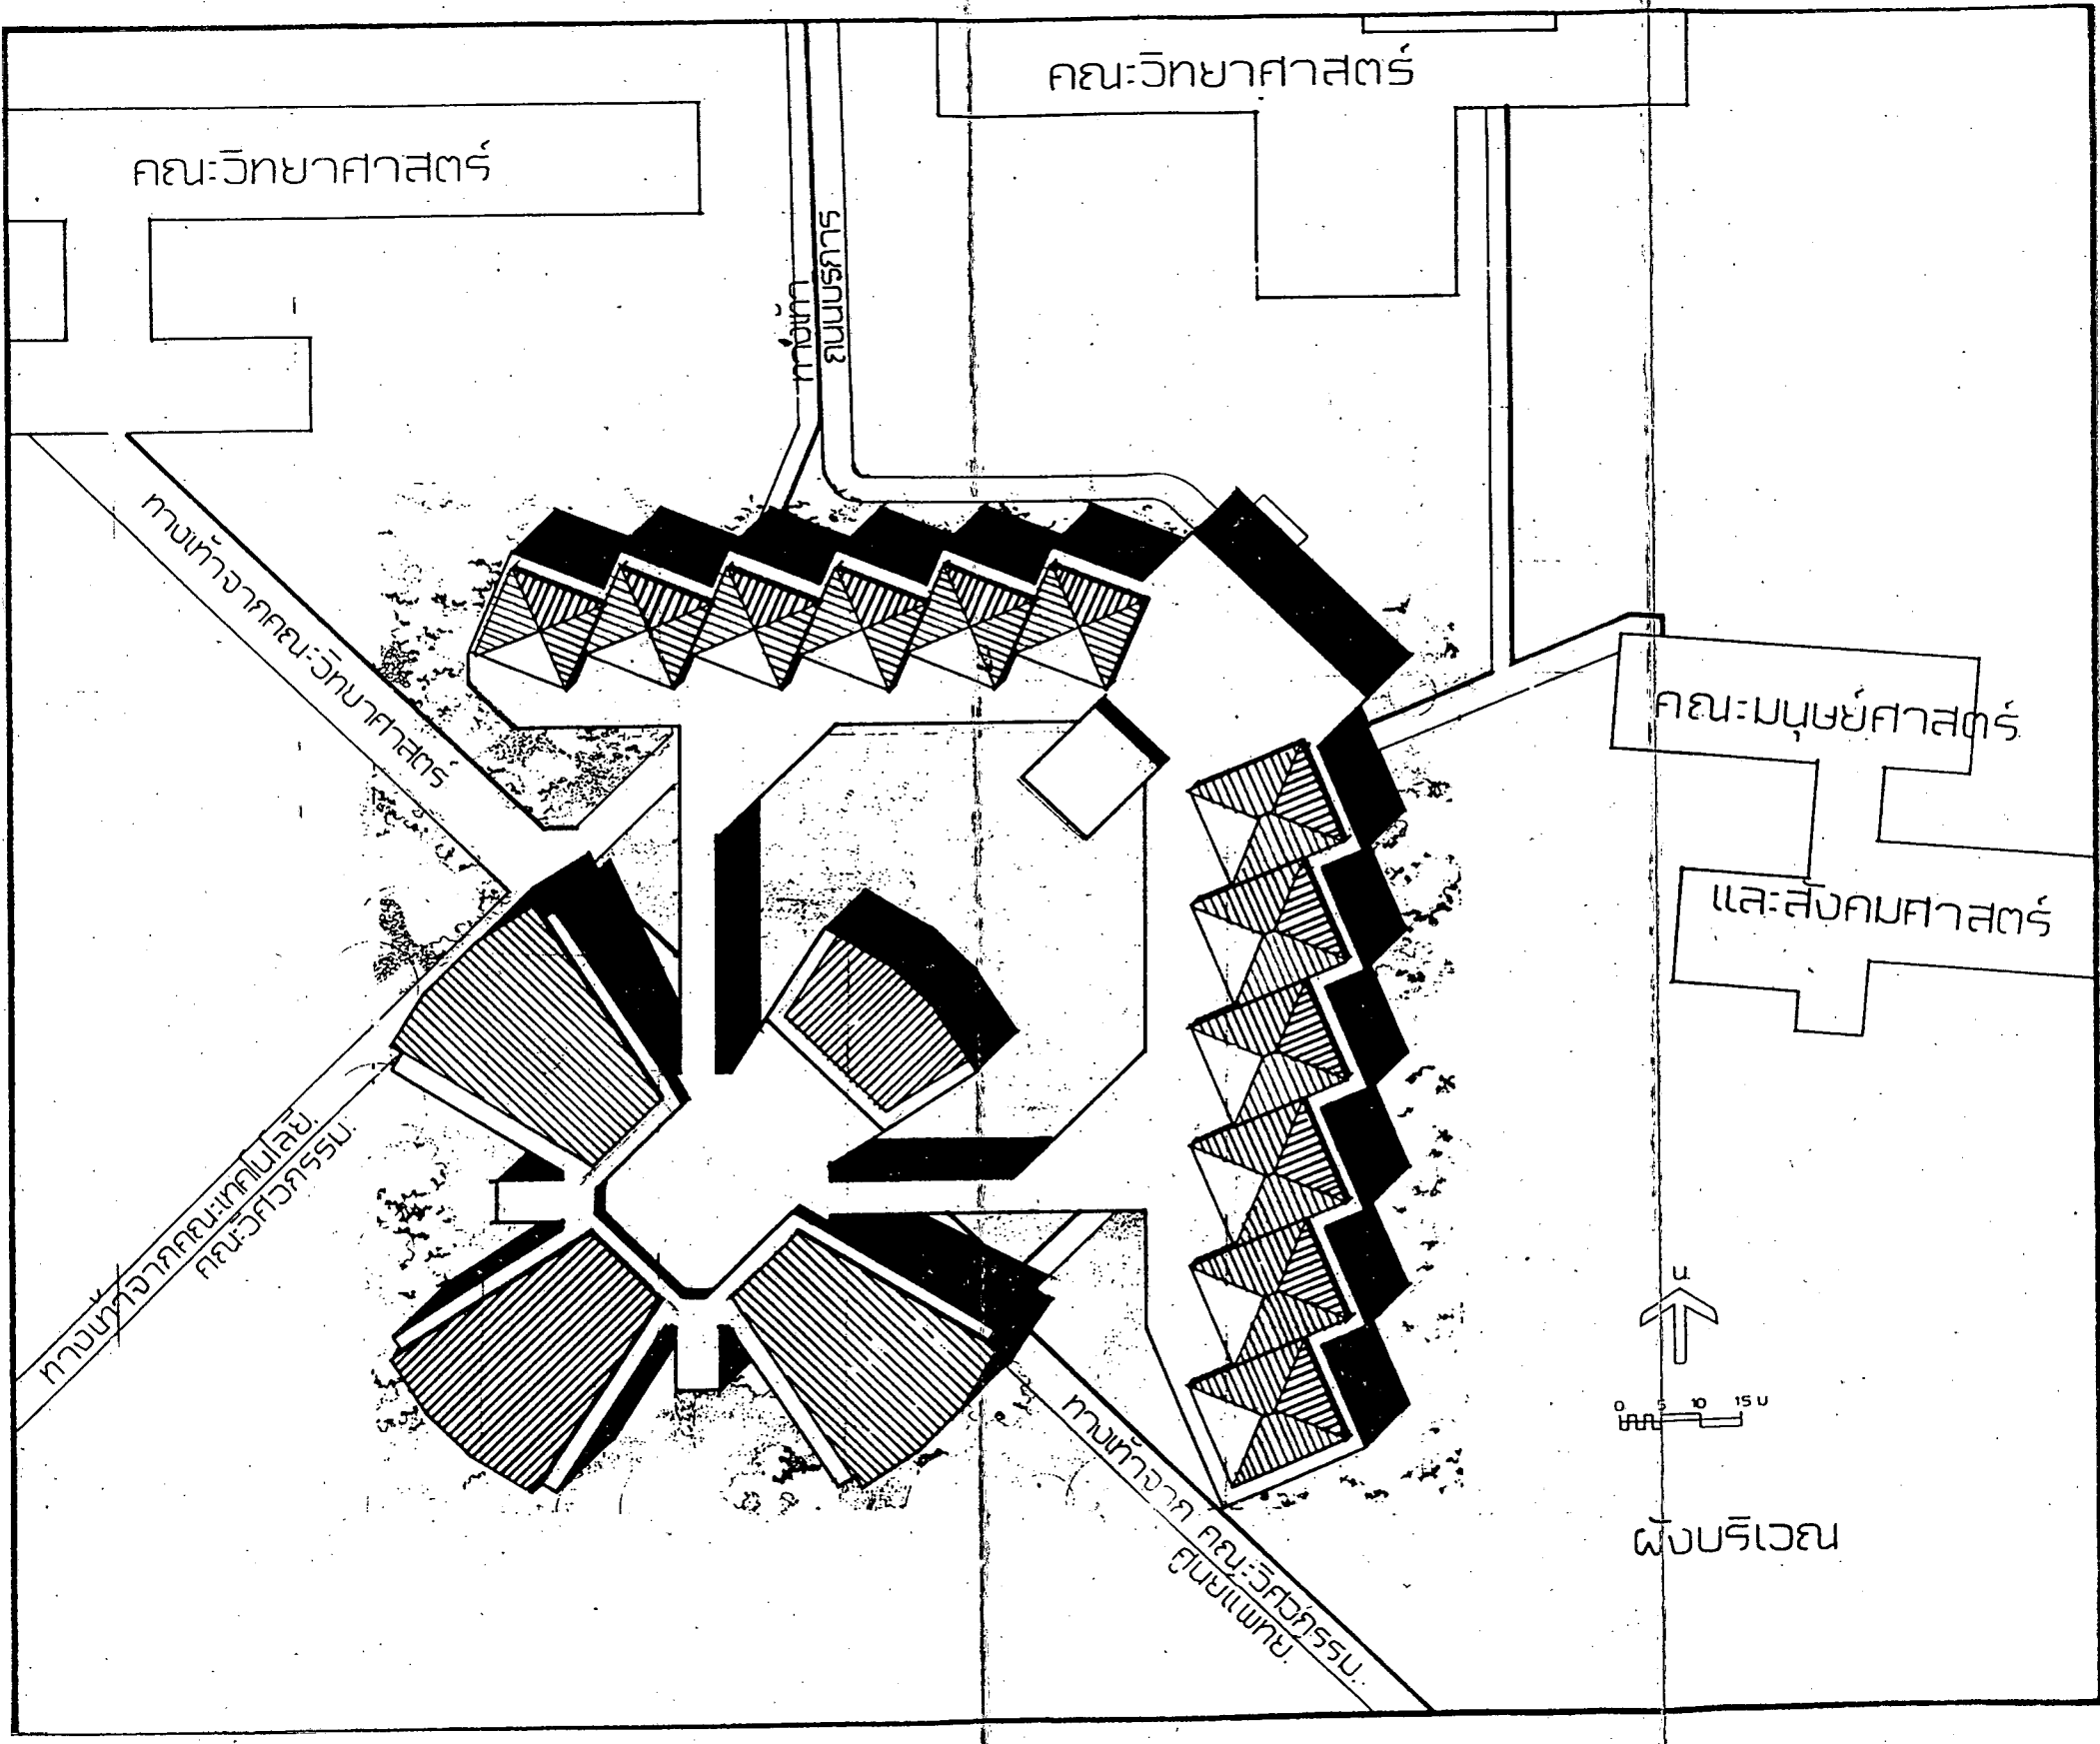 คณะวิทยาศาสตร์
คณะวิทยาศาสตร์
ถนนบริการ
ทางเท้า
ทางเท้าจากคณะวิทยาศาสตร์
คณะมนุษย์ศาสตร์
และสังคมศาสตร์
ทางเท้าจากคณะเทคโนโลยี.
คณะวิศวกรรม.
น.
0 5 10 15 ม
ทางเท้าจาก คณะวิศวกรรม..
ศูนย์แพทย์.
ผังบริเวณ